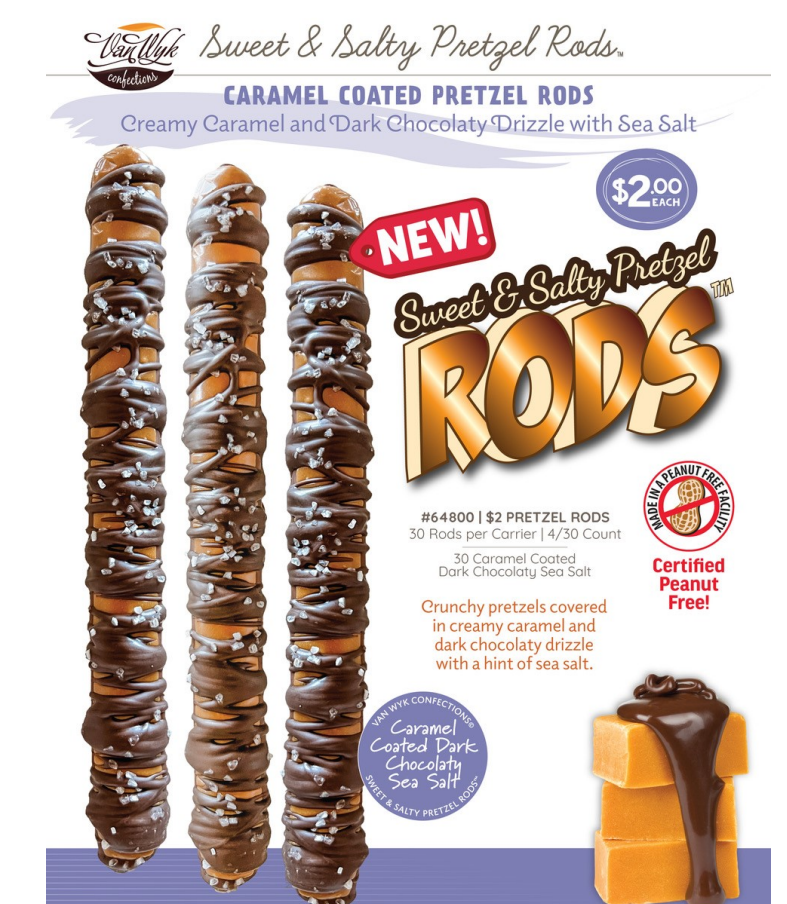 Van Wyk
confections
Sweet & Salty Pretzel Rods™
CARAMEL COATED PRETZEL RODS
Creamy Caramel and Dark Chocolaty Drizzle with Sea Salt
$2.00
EACH
NEW!
Sweet & Salty Pretzel
RODS™
#64800 | $2 PRETZEL RODS
30 Rods per Carrier | 4/30 Count
30 Caramel Coated
Dark Chocolaty Sea Salt
MADE IN A PEANUT FREE FACILITY
Certified
Peanut
Free!
Crunchy pretzels covered
in creamy caramel and
dark chocolaty drizzle
with a hint of sea salt.
VAN WYK CONFECTIONS®
Caramel
Coated Dark
Chocolaty
Sea Salt
SWEET & SALTY PRETZEL RODS™